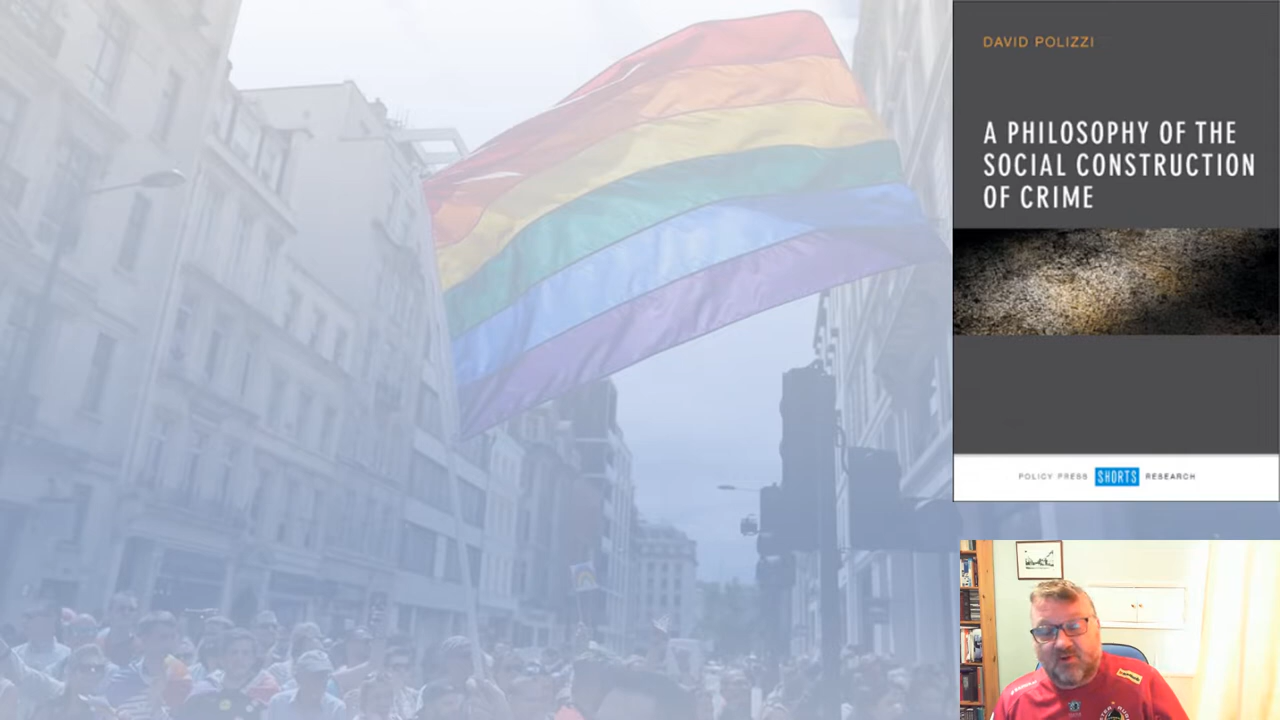 DAVID POLIZZI
A PHILOSOPHY OF THE
SOCIAL CONSTRUCTION
OF CRIME
POLICY PRESS SHORTS RESEARCH